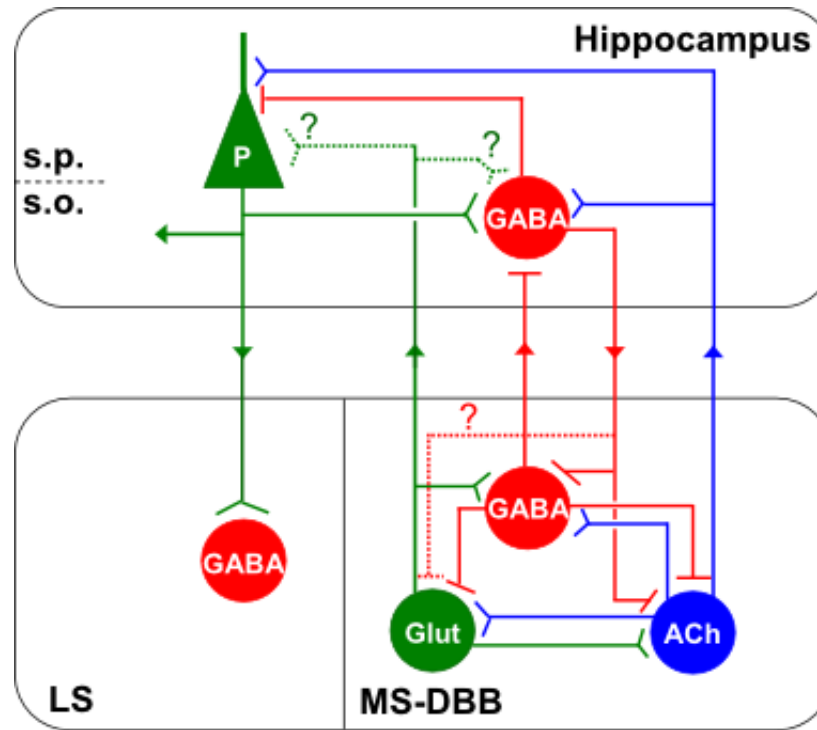 Hippocampus
P
?
?
s.p.
s.o.
GABA
?
GABA
GABA
Glut
ACh
LS
MS-DBB